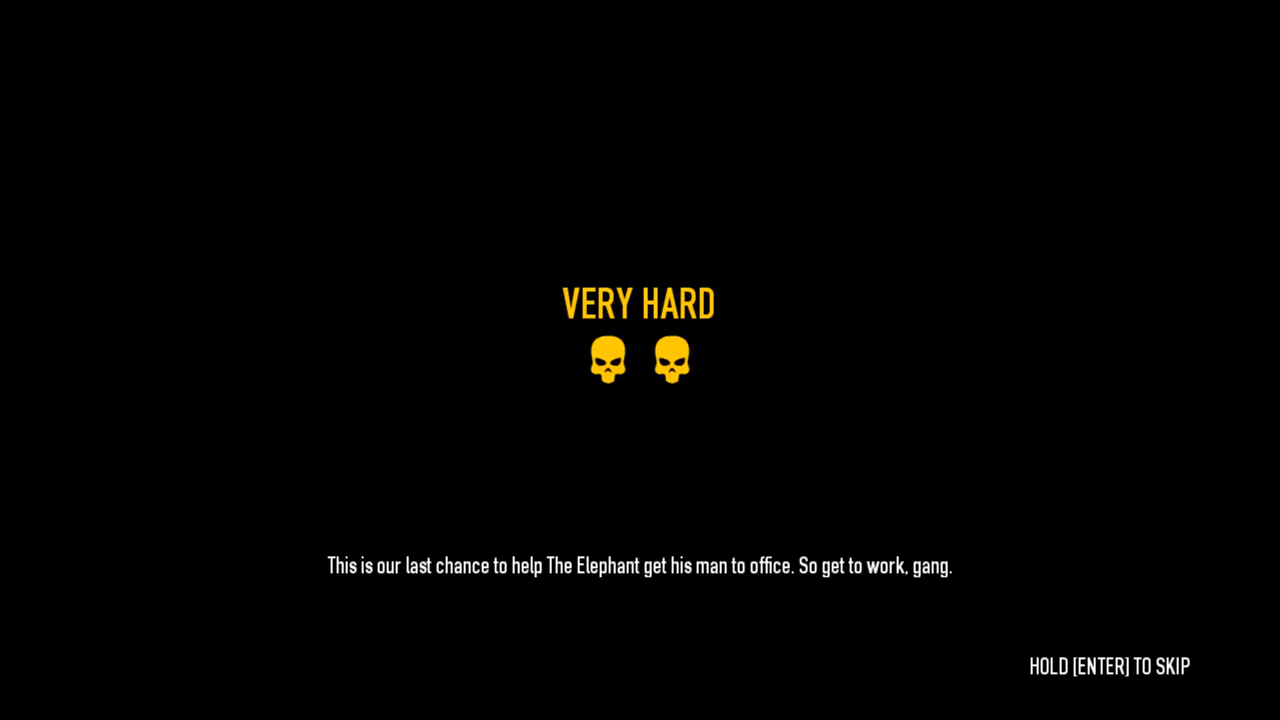 VERY HARD
This is our last chance to help The Elephant get his man to office. So get to work, gang.
HOLD [ENTER] TO SKIP